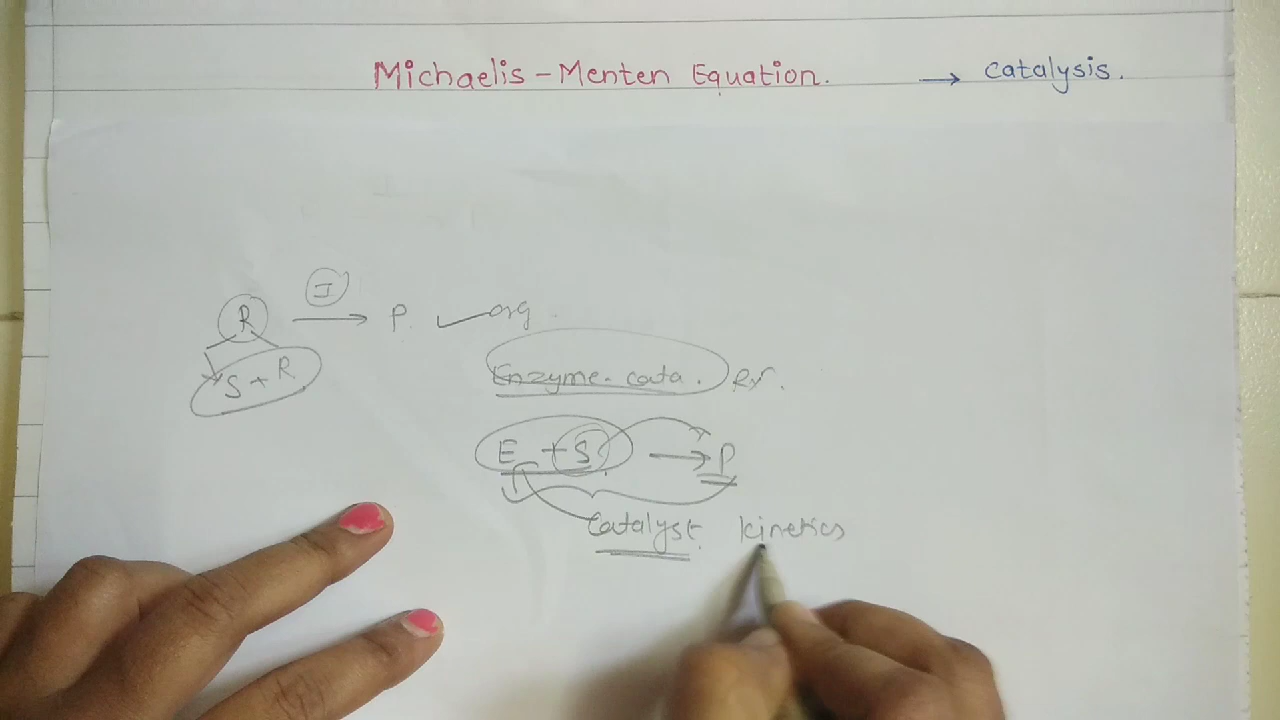 Michaelis - Menten Equation. → catalysis.
I
R → P. ✓ org.
S + R
Enzyme. cata. Rx.
E + S → P
Catalyst. kinetics